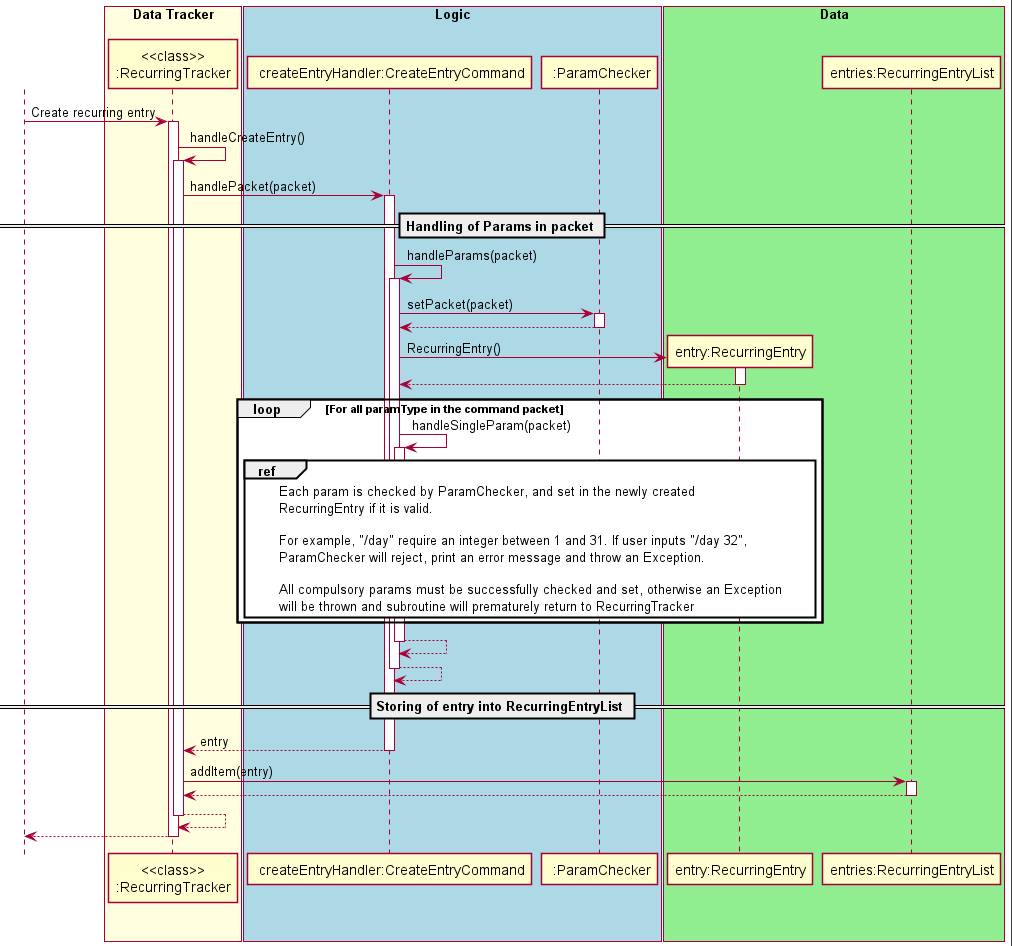 Data Tracker
Logic
Data
<<class>>
:RecurringTracker
createEntryHandler:CreateEntryCommand
:ParamChecker
entries:RecurringEntryList
Create recurring entry
handleCreateEntry()
handlePacket(packet)
Handling of Params in packet
handleParams(packet)
setPacket(packet)
RecurringEntry()
entry:RecurringEntry
loop
[For all paramType in the command packet]
handleSingleParam(packet)
ref
Each param is checked by ParamChecker, and set in the newly created
RecurringEntry if it is valid.
For example, "/day" require an integer between 1 and 31. If user inputs "/day 32",
ParamChecker will reject, print an error message and throw an Exception.
All compulsory params must be successfully checked and set, otherwise an Exception
will be thrown and subroutine will prematurely return to RecurringTracker
Storing of entry into RecurringEntryList
entry
addItem(entry)
<<class>>
:RecurringTracker
createEntryHandler:CreateEntryCommand
:ParamChecker
entry:RecurringEntry
entries:RecurringEntryList